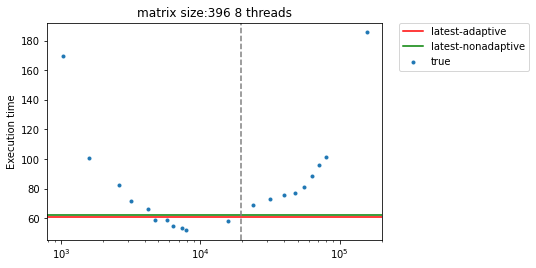 matrix size:396 8 threads
latest-adaptive
latest-nonadaptive
true
Execution time
180
160
140
120
100
80
60
10³ 10⁴ 10⁵